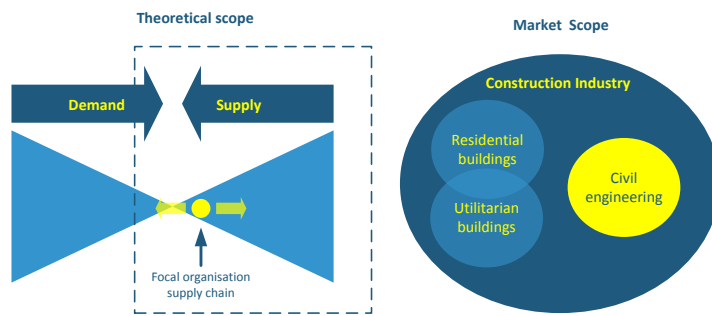 Theoretical scope
Demand
Supply
Focal organisation
supply chain
Market Scope
Construction Industry
Residential
buildings
Utilitarian
buildings
Civil
engineering